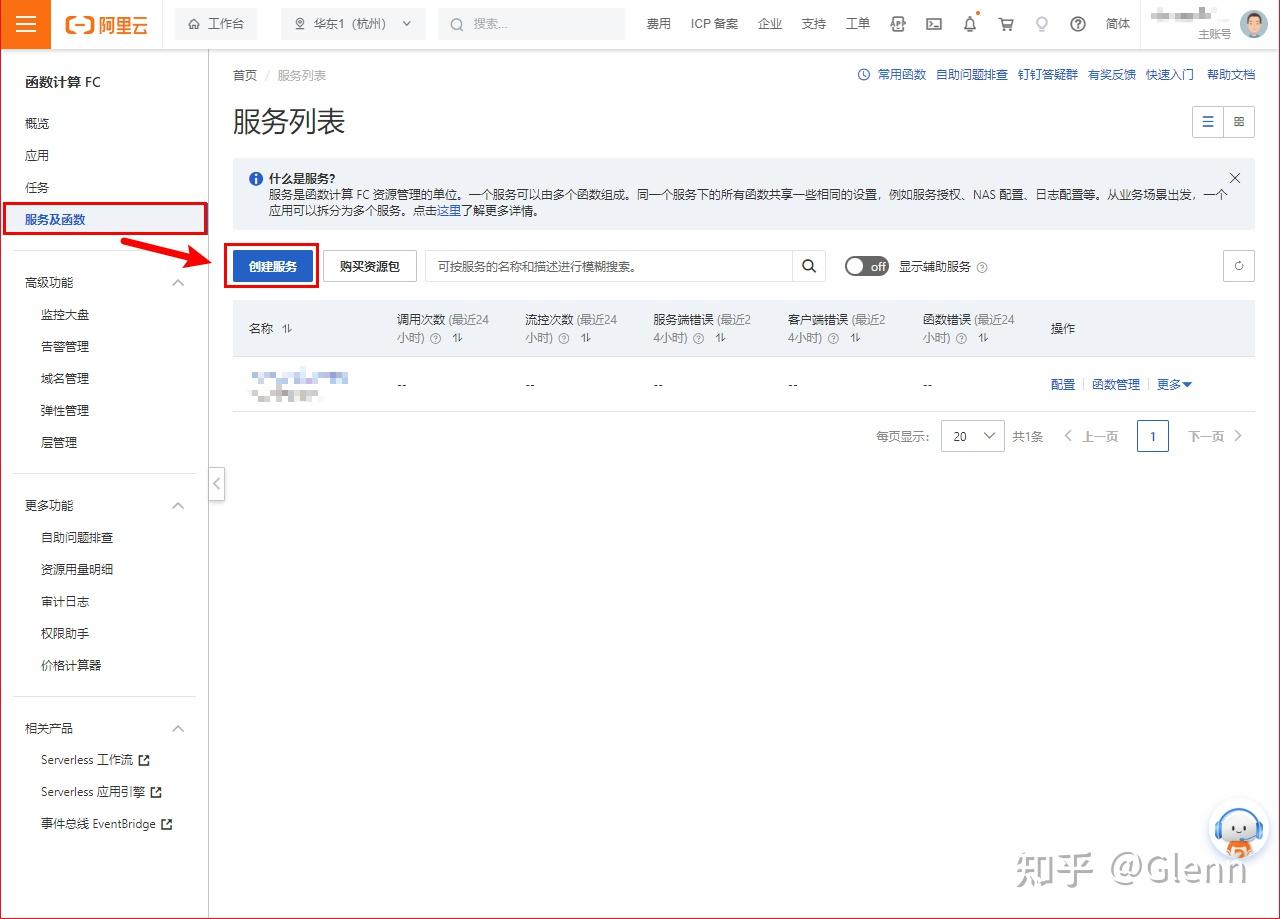 阿里云
工作台
华东1（杭州）
搜索...
费用
ICP 备案
企业
支持
工单
简体
主账号
函数计算 FC
概览
应用
任务
服务及函数
高级功能
监控大盘
告警管理
域名管理
弹性管理
层管理
更多功能
自助问题排查
资源用量明细
审计日志
权限助手
价格计算器
相关产品
Serverless 工作流
Serverless 应用引擎
事件总线 EventBridge
首页 / 服务列表
常用函数 自助问题排查 钉钉答疑群 有奖反馈 快速入门 帮助文档
服务列表
什么是服务?
服务是函数计算 FC 资源管理的单位。一个服务可以由多个函数组成。同一个服务下的所有函数共享一些相同的设置，例如服务授权、NAS 配置、日志配置等。从业务场景出发，一个
应用可以拆分为多个服务。点击这里了解更多详情。
创建服务
购买资源包
可按服务的名称和描述进行模糊搜索。
off
显示辅助服务
名称
调用次数 (最近24
小时)
流控次数 (最近24
小时)
服务端错误 (最近2
4小时)
客户端错误 (最近2
4小时)
函数错误 (最近24
小时)
操作
-- -- -- -- --
配置 函数管理 更多
每页显示: 20 共1条 上一页 1 下一页
知乎 @Glenn